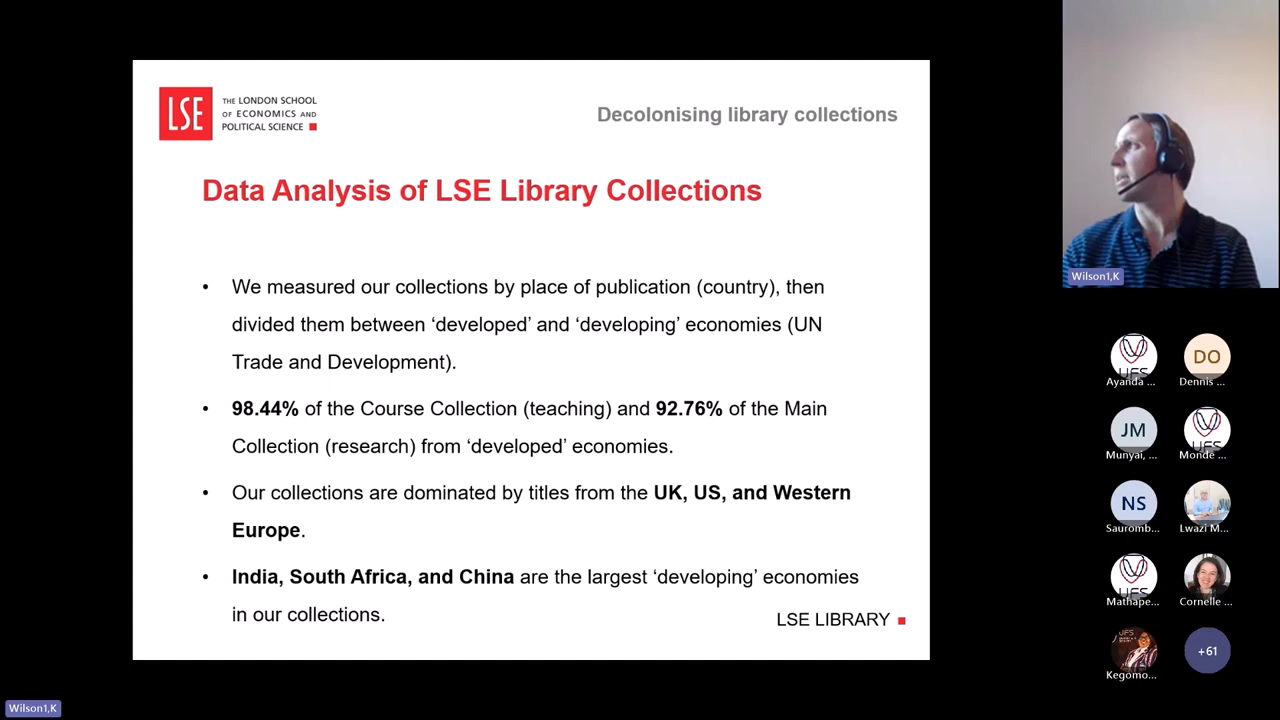 LSE
THE LONDON SCHOOL
OF ECONOMICS AND
POLITICAL SCIENCE
Decolonising library collections
Data Analysis of LSE Library Collections
• We measured our collections by place of publication (country), then
divided them between ‘developed’ and ‘developing’ economies (UN
Trade and Development).
• 98.44% of the Course Collection (teaching) and 92.76% of the Main
Collection (research) from ‘developed’ economies.
• Our collections are dominated by titles from the UK, US, and Western
Europe.
• India, South Africa, and China are the largest ‘developing’ economies
in our collections.
LSE LIBRARY
Wilson1,K
UFS
Ayanda ...
DO
Dennis ...
JM
Munyai, ...
UFS
Monde ...
NS
Sauromb...
Lwazi M...
UFS
Mathape...
Cornelle ...
UFS
Kegomo...
+61
Wilson1,K